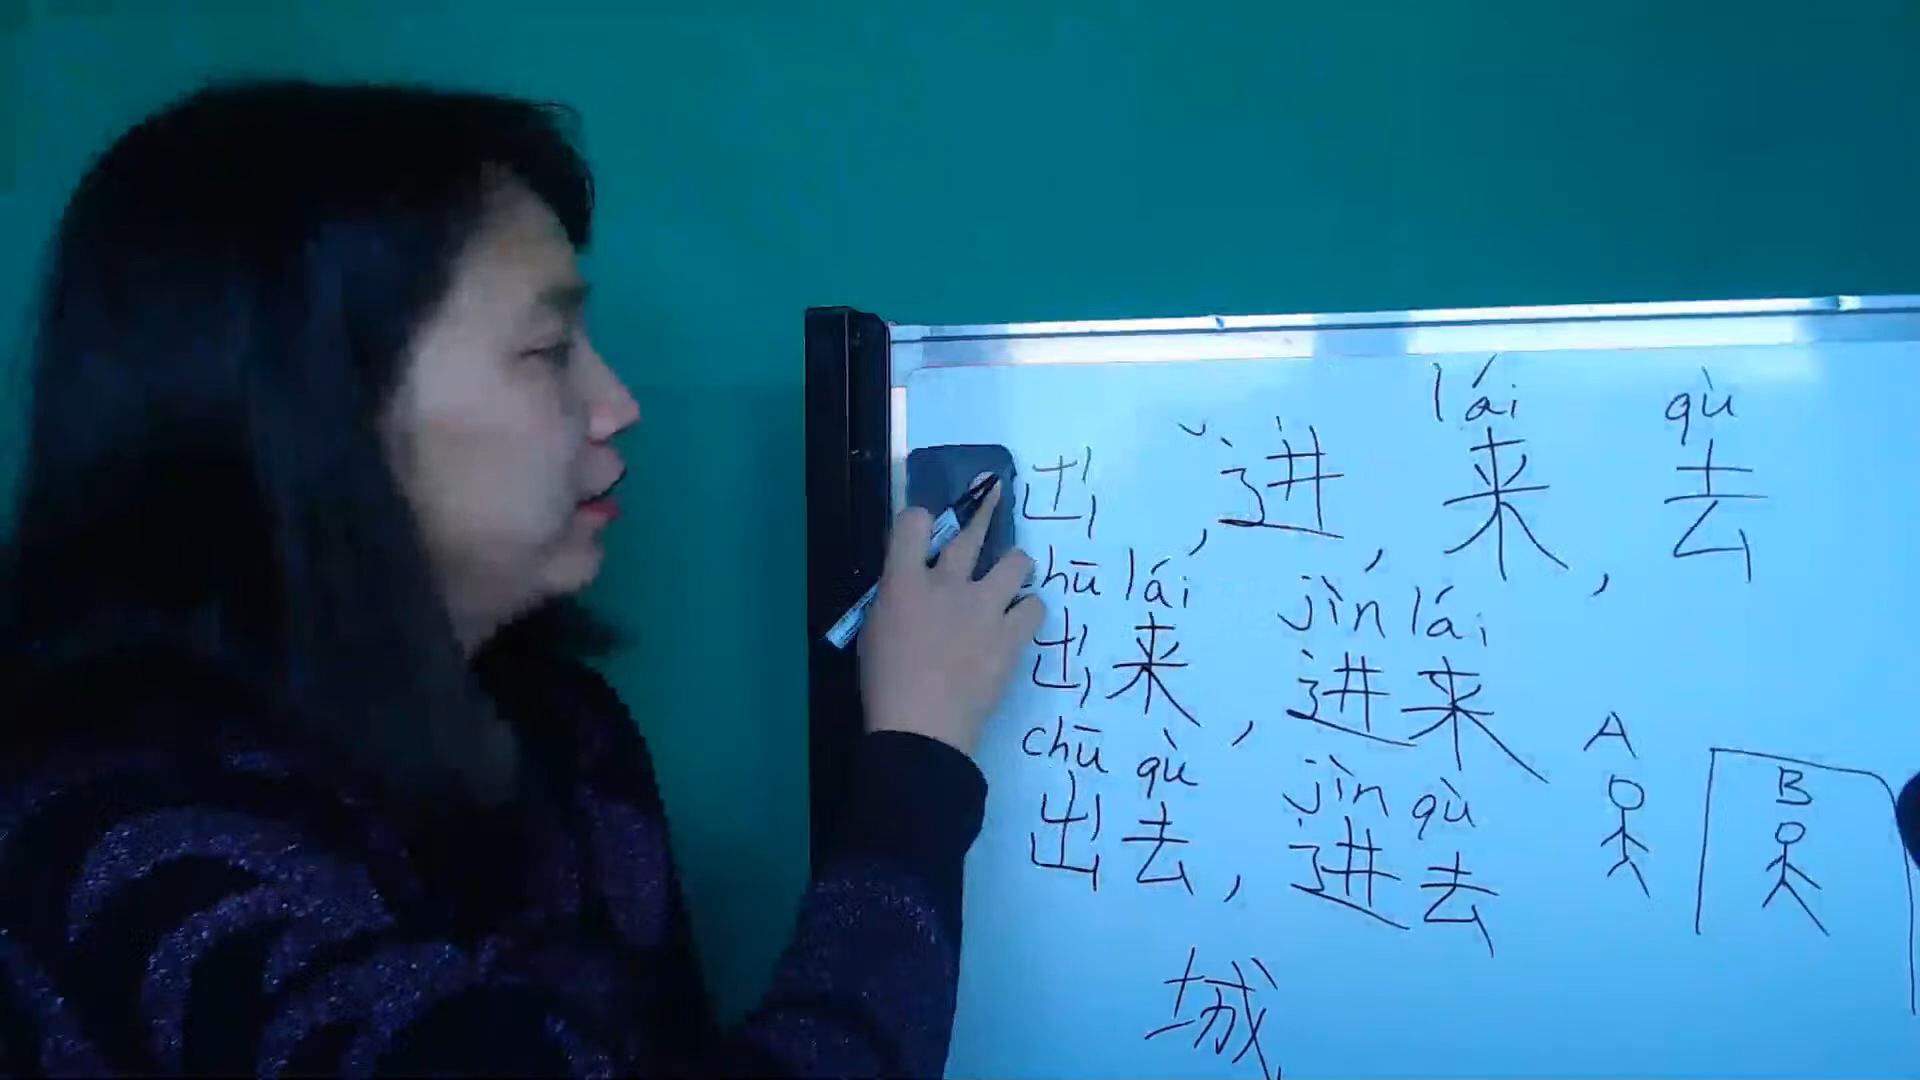 lái qù
出, 进, 来, 去
hū lái jìn lái
出来, 进来
chū qù jìn qù
出去, 进去
A
B
城